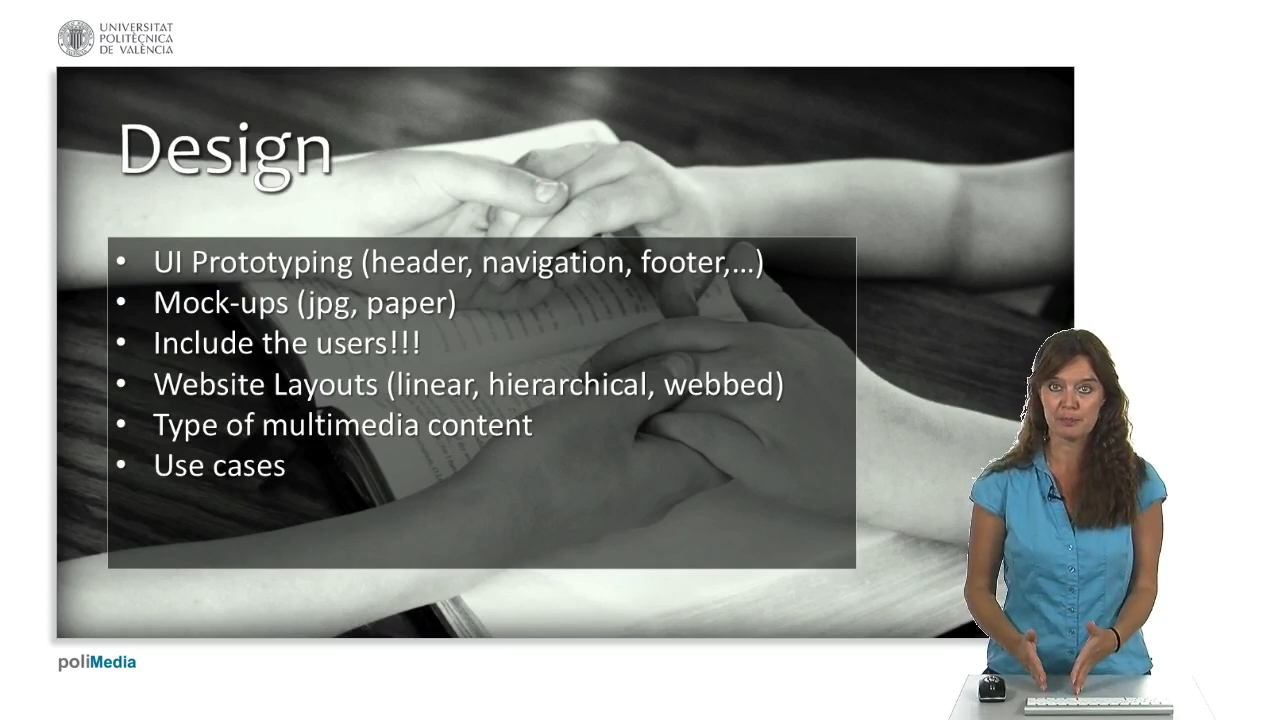 UNIVERSITAT
POLITÈCNICA
DE VALÈNCIA
Design
• UI Prototyping (header, navigation, footer,...)
• Mock-ups (jpg, paper)
• Include the users!!!
• Website Layouts (linear, hierarchical, webbed)
• Type of multimedia content
• Use cases
poliMedia